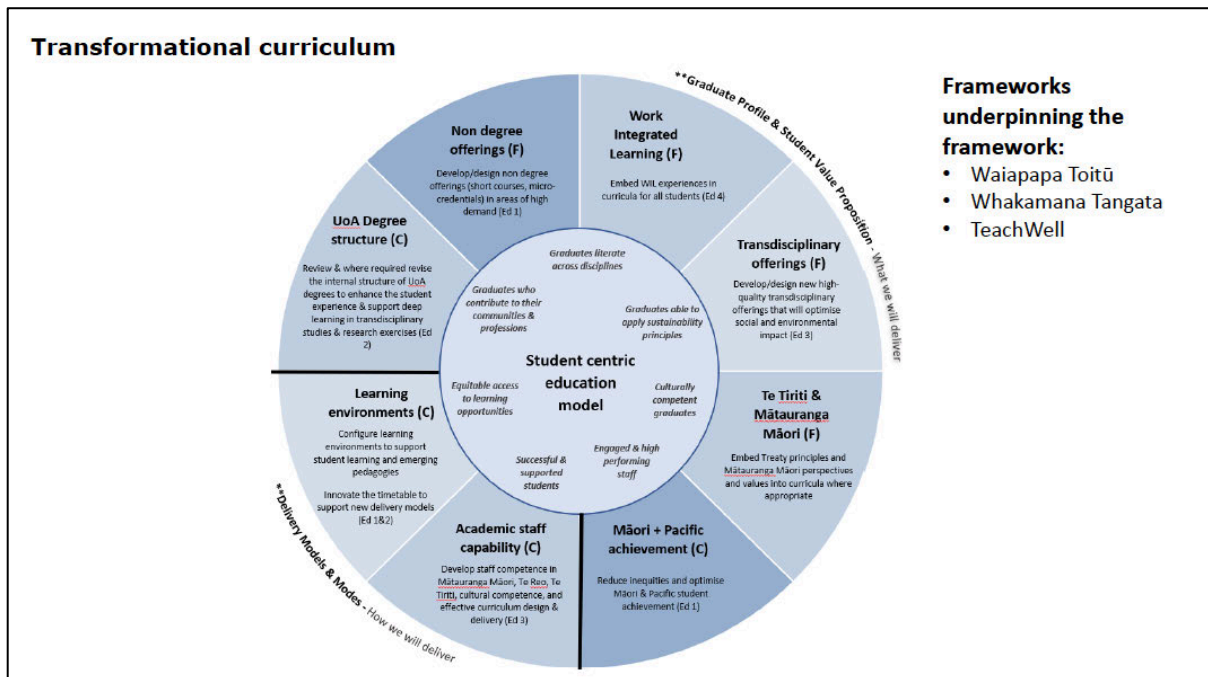 Transformational curriculum
**Graduate Profile & Student Value Proposition - What we will deliver
Non degree
offerings (F)
Develop/design non degree
offerings (short courses, micro-
credentials) in areas of high
demand (Ed 1)
Work
Integrated
Learning (F)
Embed WIL experiences in
curricula for all students (Ed 4)
Transdisciplinary
offerings (F)
Develop/design new high-
quality transdisciplinary
offerings that will optimise
social and environmental
impact (Ed 3)
Te Tiriti &
Mātauranga
Māori (F)
Embed Treaty principles and
Mātauranga Māori perspectives
and values into curricula where
appropriate
Māori + Pacific
achievement (C)
Reduce inequities and optimise
Māori & Pacific student
achievement (Ed 1)
Academic staff
capability (C)
Develop staff competence in
Mātauranga Māori, Te Reo, Te
Tiriti, cultural competence, and
effective curriculum design &
delivery (Ed 3)
Learning
environments (C)
Configure learning
environments to support
student learning and emerging
pedagogies
Innovate the timetable to
support new delivery models
(Ed 1&2)
UoA Degree
structure (C)
Review & where required revise
the internal structure of UoA
degrees to enhance the student
experience & support deep
learning in transdisciplinary
studies & research exercises (Ed
2)
**Delivery Models & Modes - How we will deliver
Graduates literate
across disciplines
Graduates who
contribute to their
communities &
professions
Graduates able to
apply sustainability
principles
Student centric
education
model
Equitable access
to learning
opportunities
Culturally
competent
graduates
Successful &
supported
students
Engaged & high
performing
staff
Frameworks
underpinning the
framework:
• Waiapapa Toitū
• Whakamana Tangata
• TeachWell